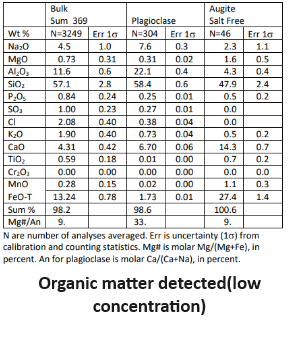 Bulk Augite
Sum 369 Plagioclase Salt Free
Wt % N=3249 Err 1σ N=304 Err 1σ N=46 Err 1σ
Na₂O 4.5 1.0 7.6 0.3 2.3 1.1
MgO 0.73 0.31 0.31 0.02 1.6 0.5
Al₂O₃ 11.6 0.6 22.1 0.4 4.3 0.4
SiO₂ 57.1 2.8 58.4 0.6 47.9 2.4
P₂O₅ 0.84 0.24 0.25 0.01 0.5 0.2
SO₃ 1.00 0.23 0.27 0.01 0.0
Cl 2.08 0.40 0.38 0.04 0.0
K₂O 1.90 0.40 0.73 0.04 0.5 0.2
CaO 4.31 0.42 6.70 0.06 14.3 0.7
TiO₂ 0.59 0.18 0.01 0.00 0.7 0.2
Cr₂O₃ 0.00 0.00 0.00 0.00 0.0 0.0
MnO 0.28 0.15 0.02 0.00 1.1 0.3
FeO-T 13.24 0.78 1.73 0.01 27.4 1.4
Sum % 98.2 98.6 100.6
Mg#/An 9. 33. 9.
N are number of analyses averaged. Err is uncertainty (1σ) from
calibration and counting statistics. Mg# is molar Mg/(Mg+Fe), in
percent. An for plagioclase is molar Ca/(Ca+Na), in percent.
Organic matter detected(low
concentration)